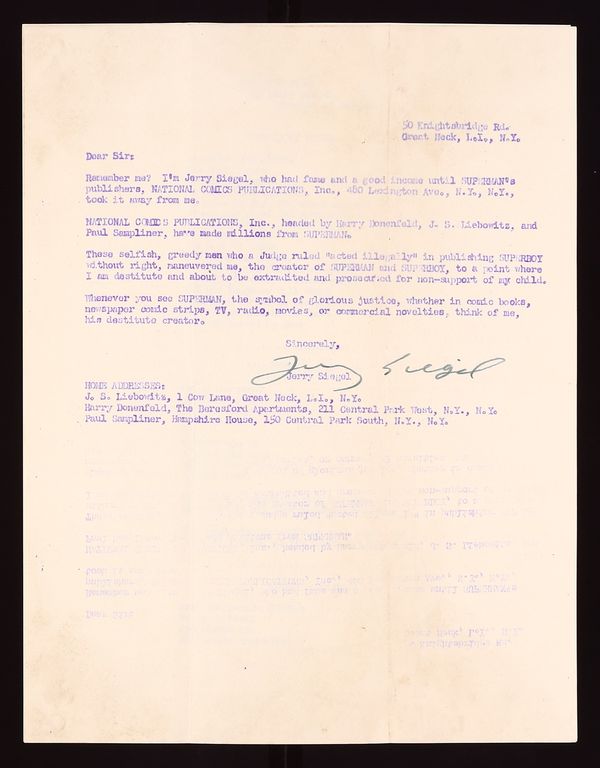 50 Knightsbridge Rd.
Great Neck, L.I., N.Y.
Dear Sir:
Remember me? I'm Jerry Siegel, who had fame and a good income until SUPERMAN's
publishers, NATIONAL COMICS PUBLICATIONS, Inc., 480 Lexington Ave., N.Y., N.Y.,
took it away from me.
NATIONAL COMICS PUBLICATIONS, Inc., headed by Harry Donenfeld, J. S. Liebowitz, and
Paul Sampliner, have made millions from SUPERMAN.
These selfish, greedy men who a Judge ruled "acted illegally" in publishing SUPERBOY
without right, maneuvered me, the creator of SUPERMAN and SUPERBOY, to a point where
I am destitute and about to be extradited and prosecuted for non-support of my child.
Whenever you see SUPERMAN, the symbol of glorious justice, whether in comic books,
newspaper comic strips, TV, radio, movies, or commercial novelties, think of me,
his destitute creator.
Sincerely,
Jerry Siegel
Jerry Siegel
HOME ADDRESSES:
J. S. Liebowitz, 1 Cow Lane, Great Neck, L.I., N.Y.
Harry Donenfeld, The Beresford Apartments, 211 Central Park West, N.Y., N.Y.
Paul Sampliner, Hampshire House, 150 Central Park South, N.Y., N.Y.